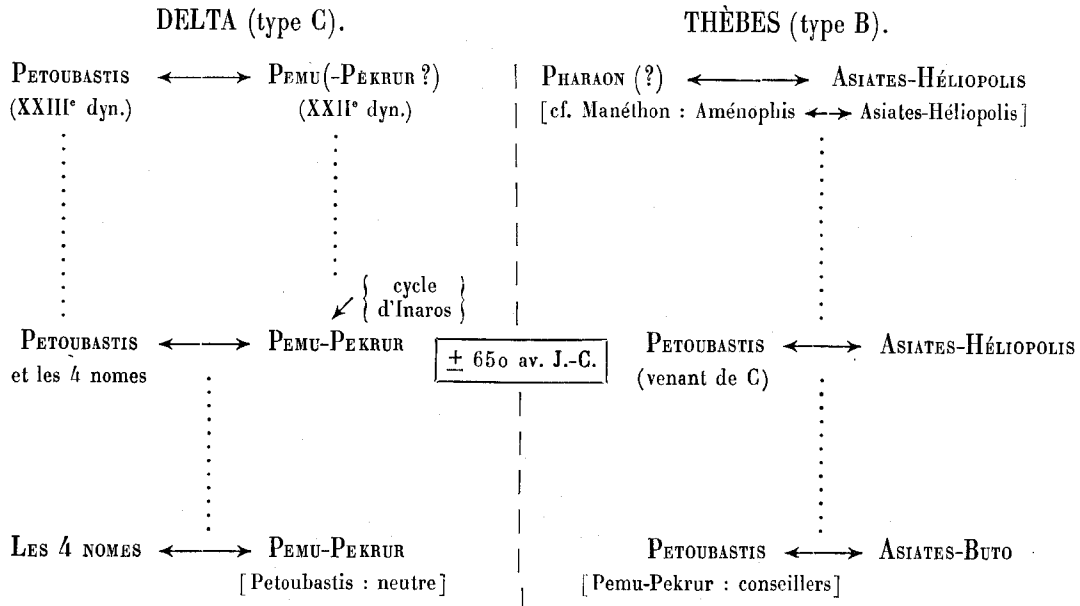 DELTA (type C).
THÈBES (type B).
PETOUBASTIS ←→ PEMU (-PÈKRUR ?)
(XXIIIe dyn.) (XXIIe dyn.)
PHARAON (?) ←→ ASIATES-HÉLIOPOLIS
[cf. Manéthon : Aménophis ←→ Asiates-Héliopolis]
{ cycle
d'Inaros }
PETOUBASTIS ←→ PEMU-PEKRUR
et les 4 nomes
± 650 av. J.-C.
PETOUBASTIS ←→ ASIATES-HÉLIOPOLIS
(venant de C)
LES 4 NOMES ←→ PEMU-PEKRUR
[Petoubastis : neutre]
PETOUBASTIS ←→ ASIATES-BUTO
[Pemu-Pekrur : conseillers]